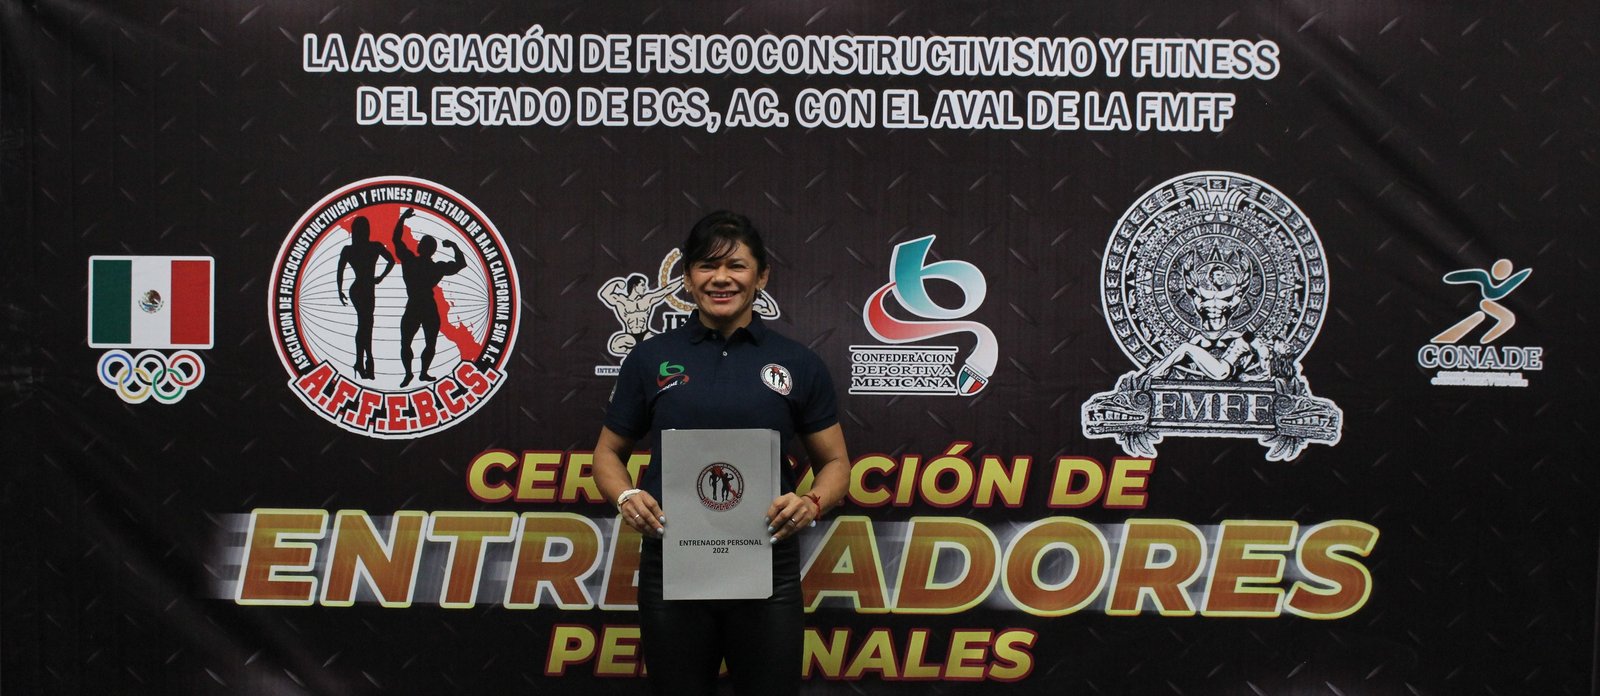 LA ASOCIACIÓN DE FISICOCONSTRUCTIVISMO Y FITNESS
DEL ESTADO DE BCS, AC. CON EL AVAL DE LA FMFF
ASOCIACION DE FISICOCONSTRUCTIVISMO Y FITNESS DEL ESTADO DE BAJA CALIFORNIA SUR A.C.
A.F.F.E.B.C.S.
CONFEDERACION
DEPORTIVA
MEXICANA
FMFF
CONADE
ENTRENADOR PERSONAL
2022
CERT ACIÓN DE
ENTRE ADORES
PE NALES